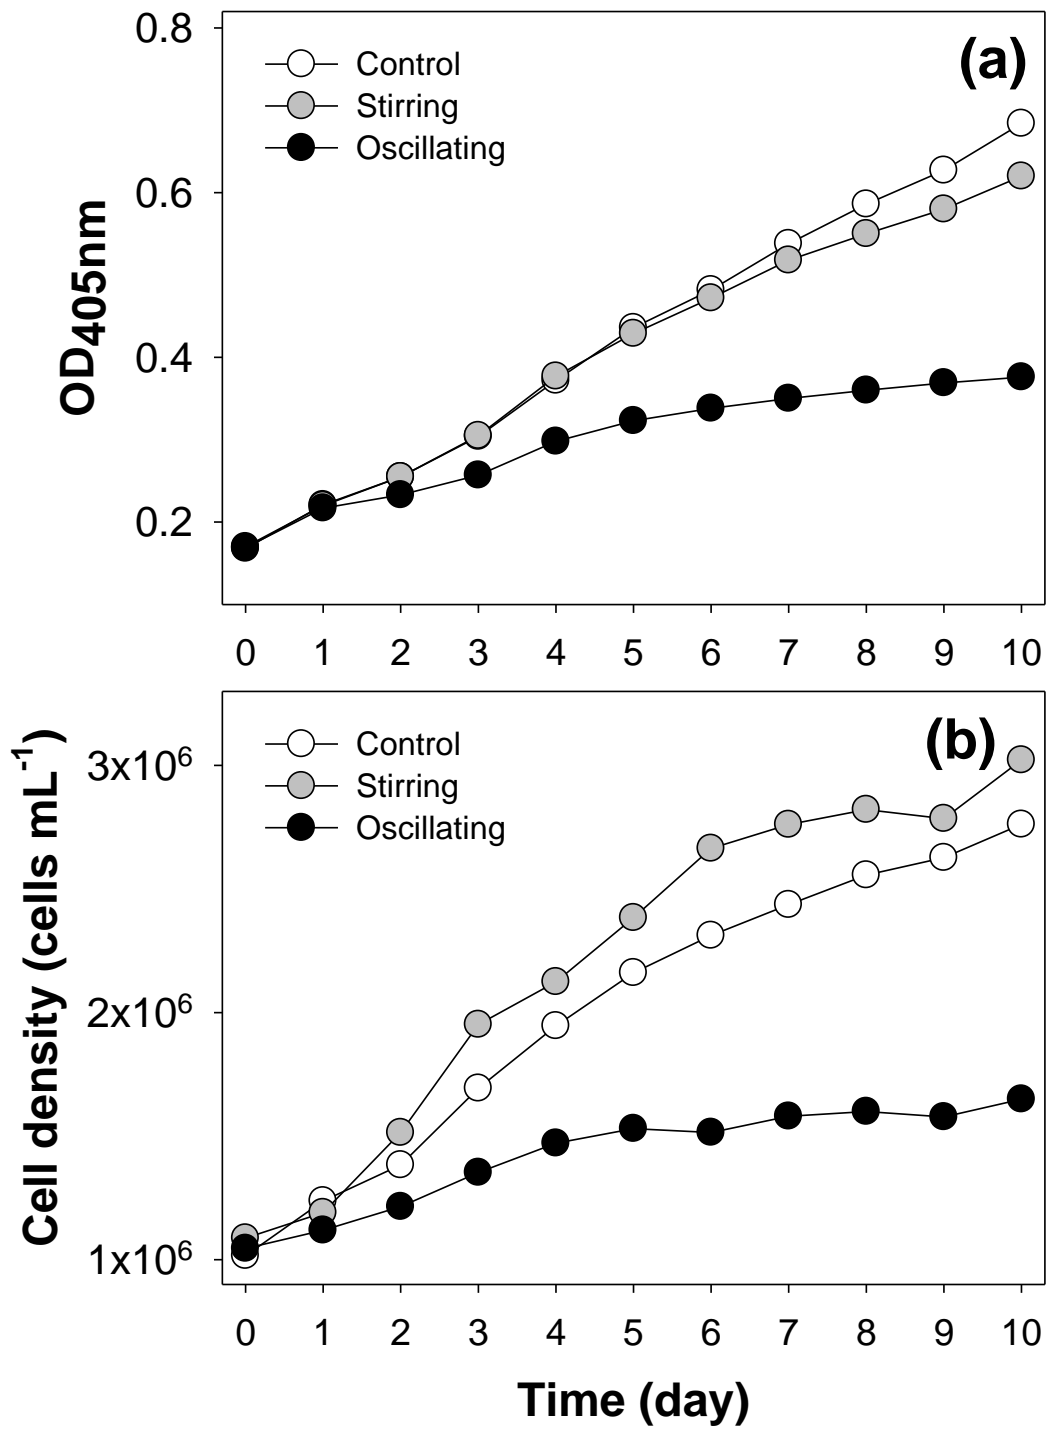 (a)
Control
Stirring
Oscillating
OD405nm
0.8
0.6
0.4
0.2
0 1 2 3 4 5 6 7 8 9 10
(b)
Control
Stirring
Oscillating
Cell density (cells mL⁻¹)
3x10⁶
2x10⁶
1x10⁶
0 1 2 3 4 5 6 7 8 9 10
Time (day)